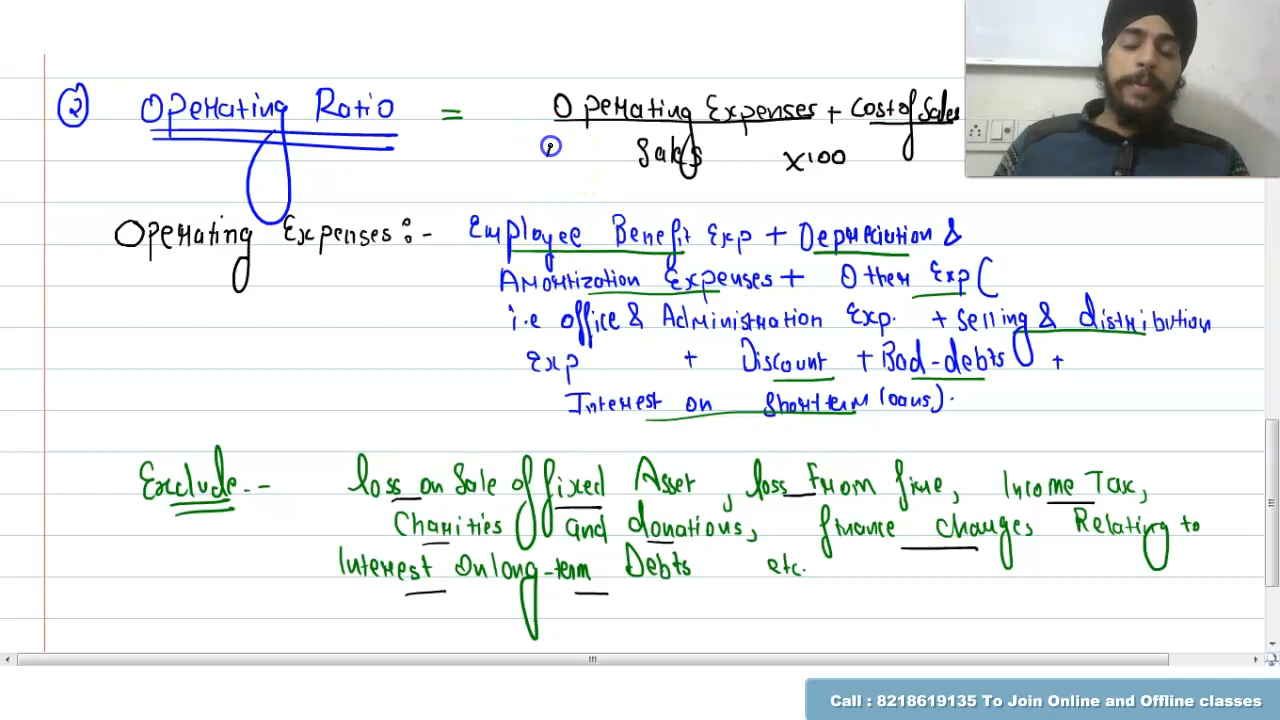 2 Operating Ratio = Operating Expenses + Cost of Sales
Sales X100
Operating Expenses :- Employee Benefit Exp + Depreciation &
Amortization Expenses + Other Exp (
i.e office & Administration Exp. + Selling & distribution
Exp + Discount + Bad-debts +
Interest on Short term loans).
Exclude:- loss on Sale of fixed Asset, loss From fire, Income Tax,
Charities and donations, finance charges Relating to
Interest On long-term Debts etc.
Call : 8218619135 To Join Online and Offline classes